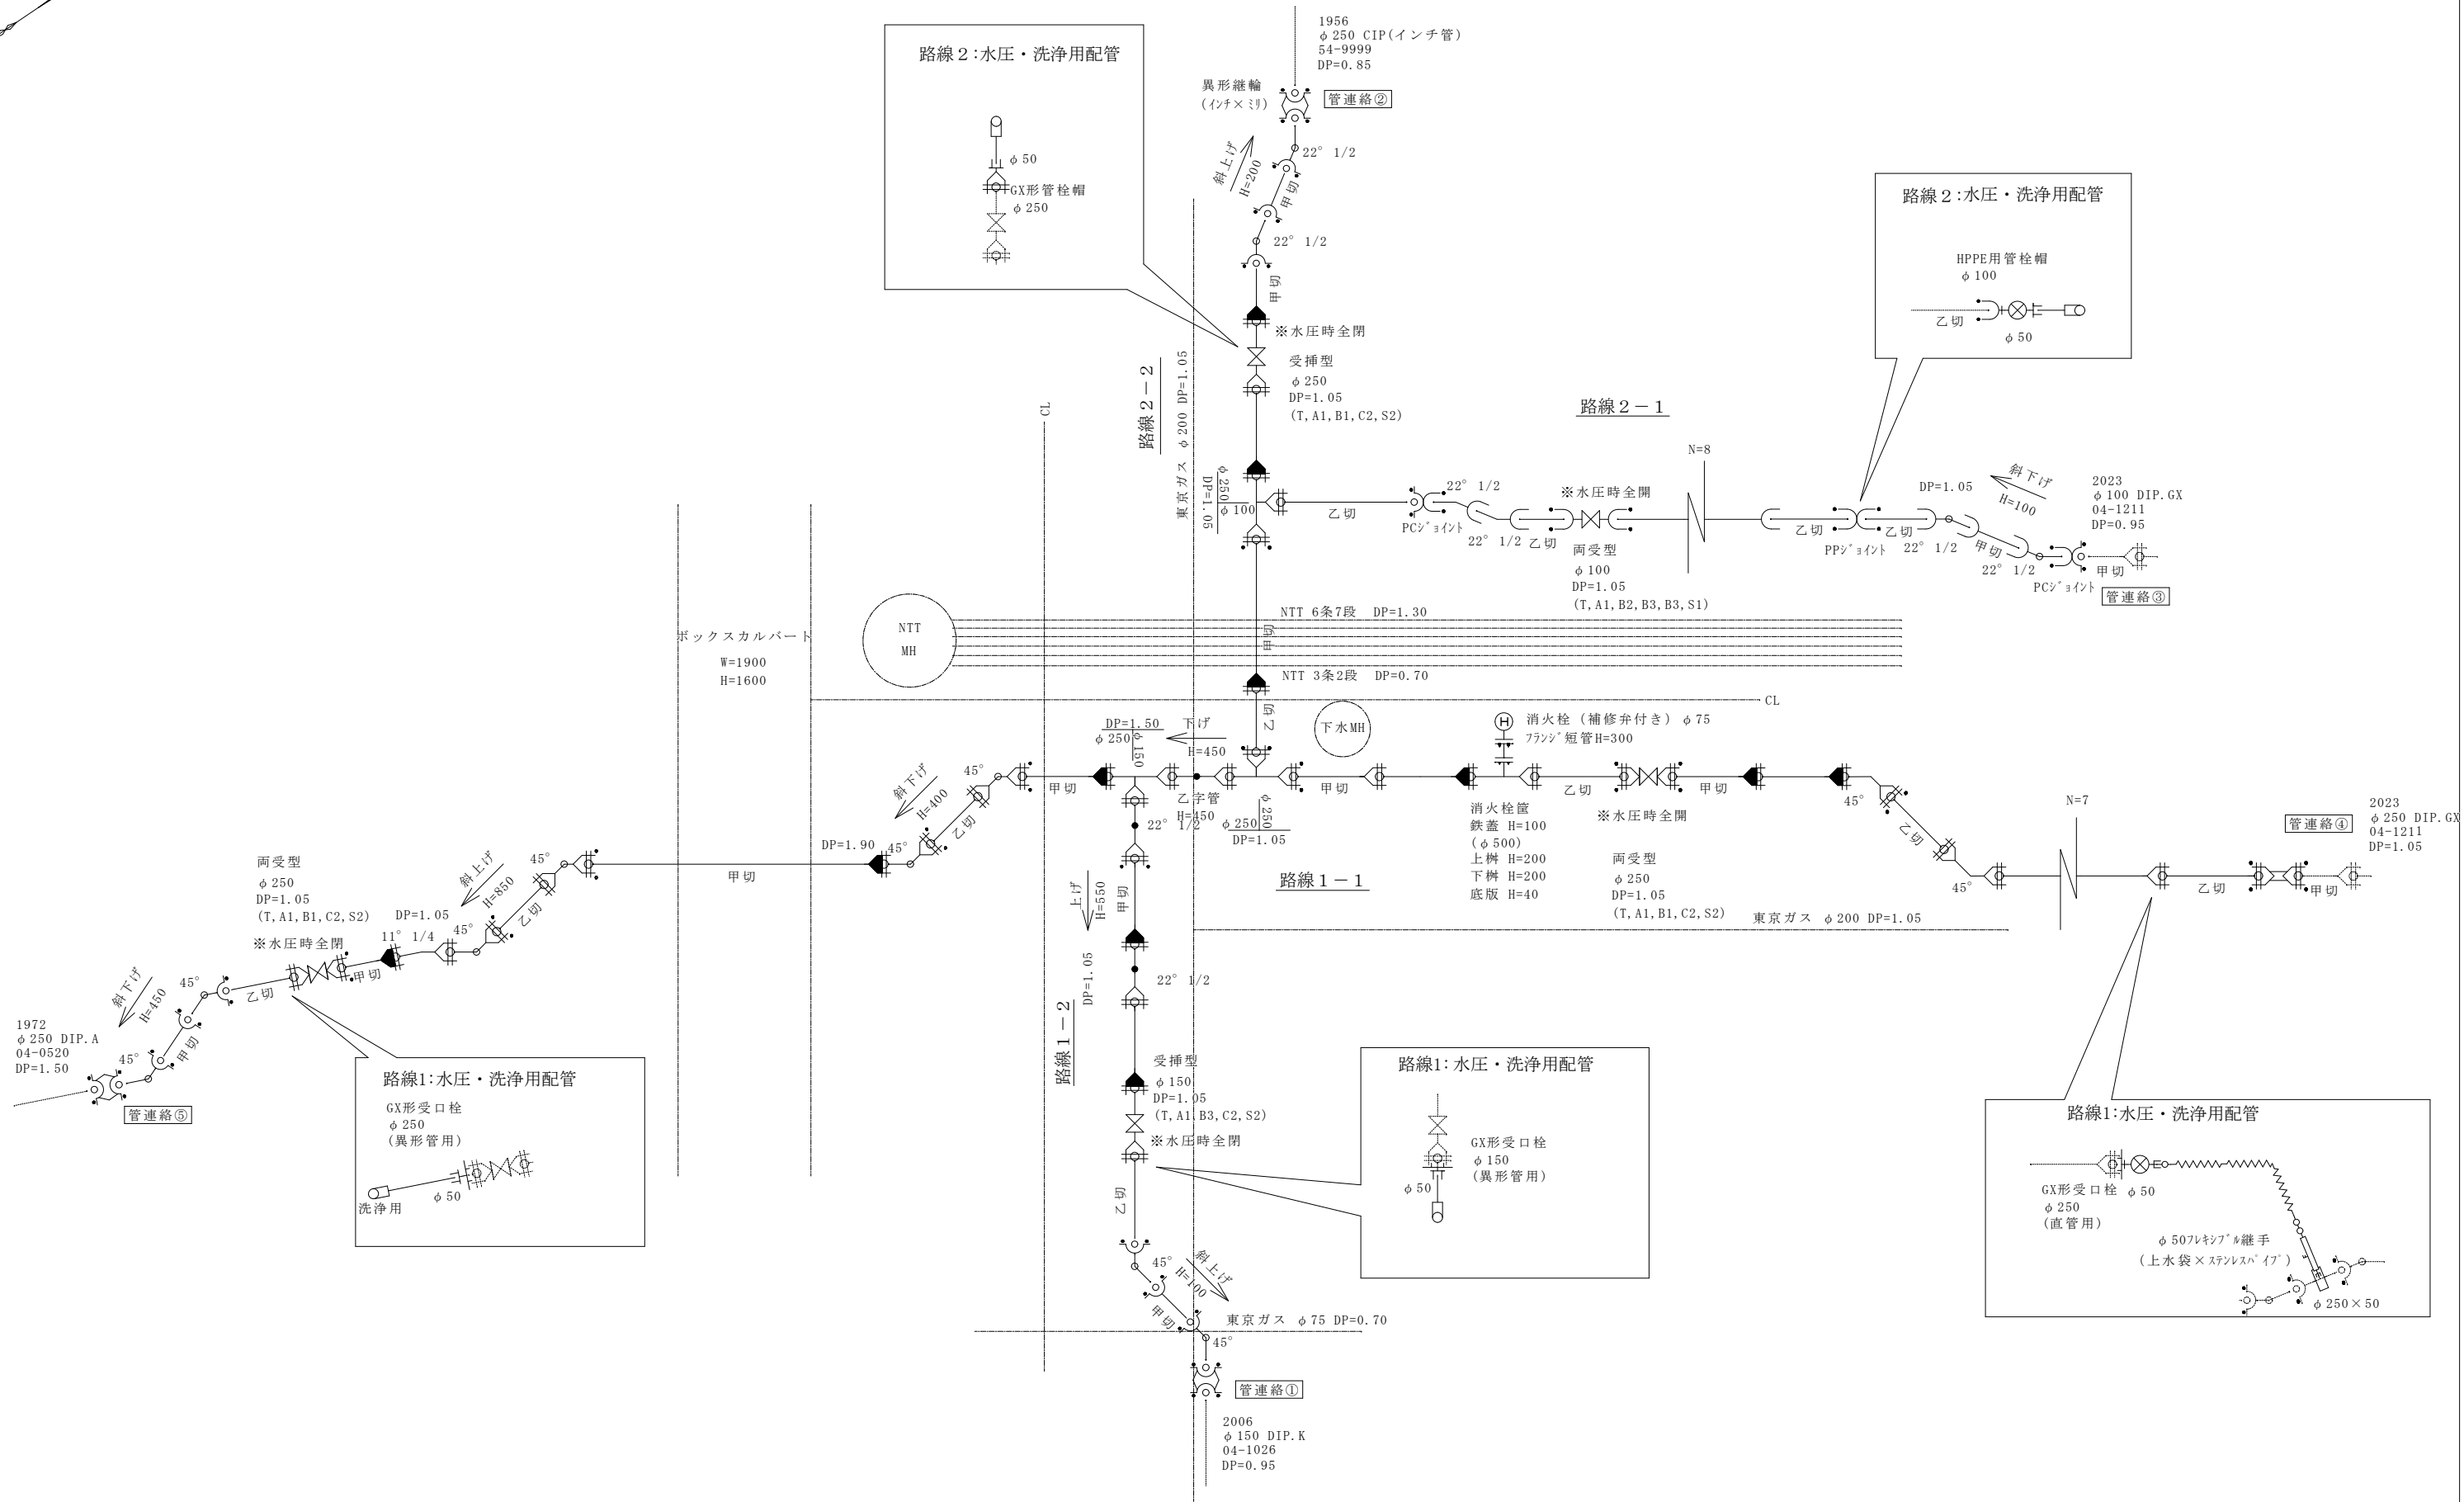 路線２:水圧・洗浄用配管
φ50
GX形管栓帽
φ250
1956
φ250 CIP(インチ管)
54-9999
DP=0.85
異形継輪
(インチ×ミリ)
管連絡②
斜上げ
H=200
22° 1/2
甲切
22° 1/2
甲切
※水圧時全閉
受挿型
φ250
DP=1.05
(T,A1,B1,C2,S2)
路線２－２
東京ガス φ200 DP=1.05
CL
路線２:水圧・洗浄用配管
HPPE用管栓帽
φ100
乙切
φ50
路線２－１
N=8
φ250
φ100
DP=1.05
乙切
22° 1/2
PCジョイント
22° 1/2
乙切
※水圧時全開
両受型
φ100
DP=1.05
(T,A1,B2,B3,B3,S1)
乙切
PPジョイント
乙切
22° 1/2
DP=1.05
斜下げ
H=100
甲切
22° 1/2
PCジョイント
甲切
2023
φ100 DIP.GX
04-1211
DP=0.95
管連絡③
NTT
MH
NTT 6条7段 DP=1.30
甲切
NTT 3条2段 DP=0.70
CL
ボックスカルバート
W=1900
H=1600
乙切
下水MH
DP=1.50
φ250
φ150
下げ
H=450
乙字管
H=450
φ250
φ250
DP=1.05
甲切
H
消火栓（補修弁付き）φ75
フランジ短管H=300
消火栓筐
鉄蓋 H=100
(φ500)
上桝 H=200
下桝 H=200
底版 H=40
乙切
※水圧時全開
両受型
φ250
DP=1.05
(T,A1,B1,C2,S2)
甲切
45°
乙切
45°
N=7
乙切
甲切
管連絡④
2023
φ250 DIP.GX
04-1211
DP=1.05
路線１－１
東京ガス φ200 DP=1.05
甲切
45°
斜下げ
H=400
乙切
45°
DP=1.90
甲切
45°
斜上げ
H=850
乙切
45°
DP=1.05
11° 1/4
両受型
φ250
DP=1.05
(T,A1,B1,C2,S2)
※水圧時全閉
甲切
乙切
45°
斜下げ
H=450
甲切
45°
1972
φ250 DIP.A
04-0520
DP=1.50
管連絡⑤
路線1:水圧・洗浄用配管
GX形受口栓
φ250
(異形管用)
φ50
洗浄用
22° 1/2
甲切
上げ
H=550
DP=1.05
22° 1/2
路線１－２
受挿型
φ150
DP=1.05
(T,A1,B3,C2,S2)
※水圧時全閉
乙切
45°
斜上げ
H=100
甲切
45°
東京ガス φ75 DP=0.70
管連絡①
2006
φ150 DIP.K
04-1026
DP=0.95
路線1:水圧・洗浄用配管
GX形受口栓
φ150
(異形管用)
φ50
路線1:水圧・洗浄用配管
GX形受口栓
φ250
(直管用)
φ50
φ50フレキシブル継手
(上水袋×ステンレスパイプ)
φ250×50